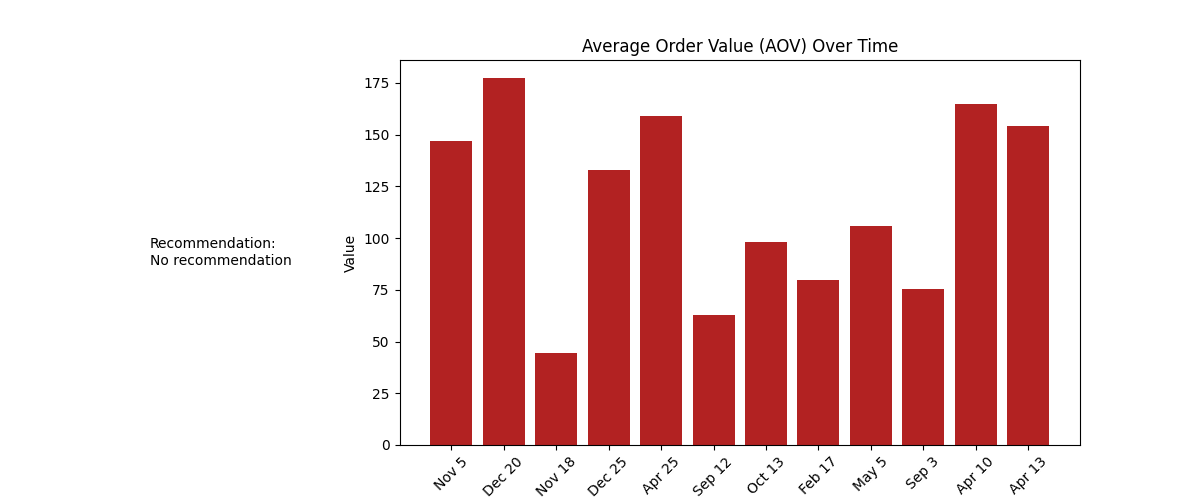 Average Order Value (AOV) Over Time
Recommendation:
No recommendation
Value
175
150
125
100
75
50
25
0
Nov 5
Dec 20
Nov 18
Dec 25
Apr 25
Sep 12
Oct 13
Feb 17
May 5
Sep 3
Apr 10
Apr 13